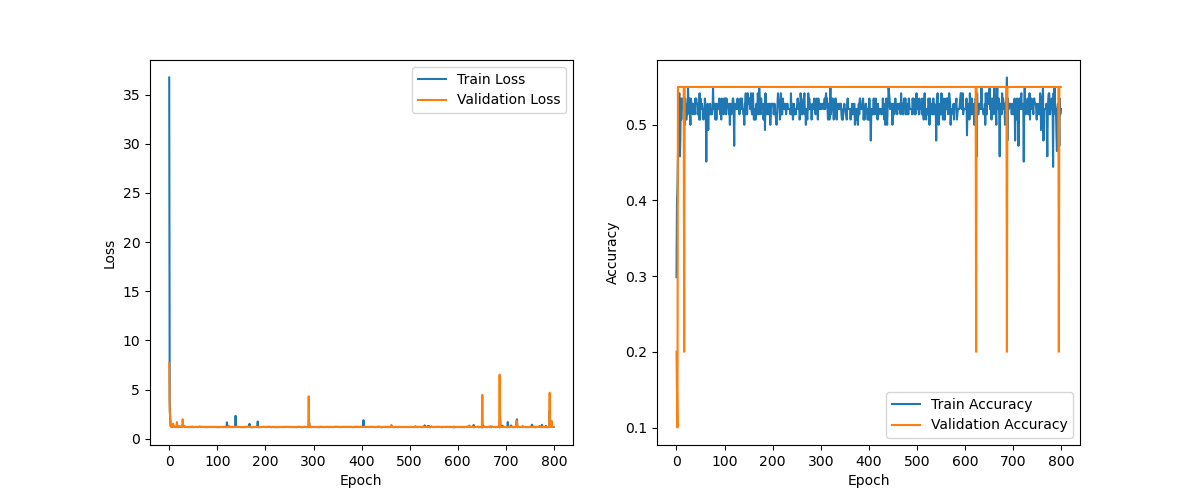 35
30
25
20
15
10
5
0
Loss
0 100 200 300 400 500 600 700 800
Epoch
Train Loss
Validation Loss
0.5
0.4
0.3
0.2
0.1
Accuracy
0 100 200 300 400 500 600 700 800
Epoch
Train Accuracy
Validation Accuracy